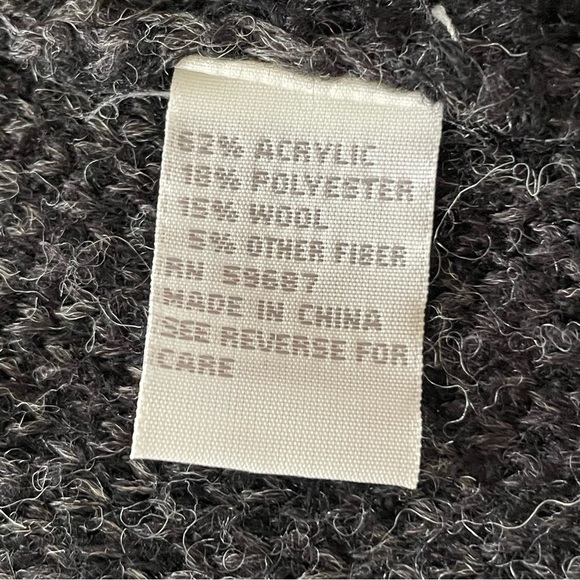 62% ACRYLIC
18% POLYESTER
15% WOOL
5% OTHER FIBER
RN 59687
MADE IN CHINA
SEE REVERSE FOR
CARE